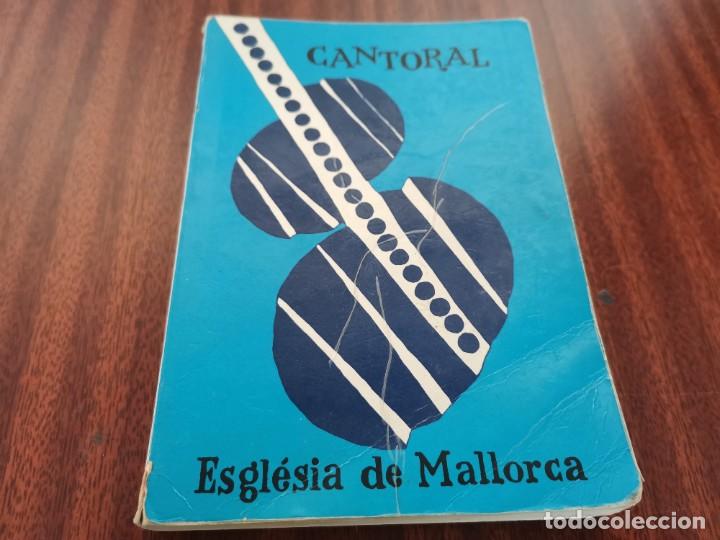 CANTORAL
Església de Mallorca
todocoleccion